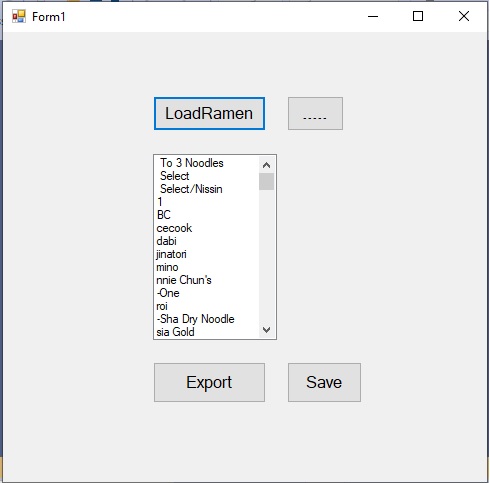 Form1
LoadRamen
.....
To 3 Noodles
Select
Select/Nissin
1
BC
cecook
dabi
jinatori
mino
nnie Chun's
-One
roi
-Sha Dry Noodle
sia Gold
Export
Save